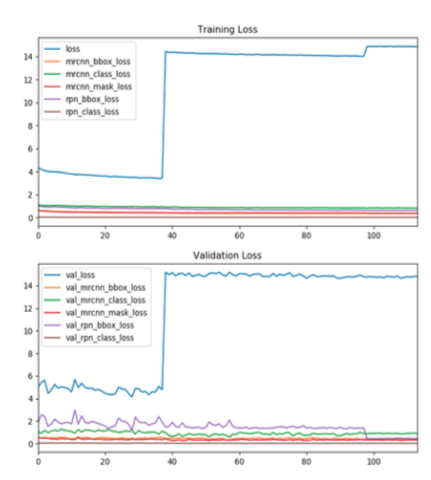 Training Loss
14
12
10
8
6
4
2
0
loss
mrcnn_bbox_loss
mrcnn_class_loss
mrcnn_mask_loss
rpn_bbox_loss
rpn_class_loss
0 20 40 60 80 100
Validation Loss
14
12
10
8
6
4
2
0
val_loss
val_mrcnn_bbox_loss
val_mrcnn_class_loss
val_mrcnn_mask_loss
val_rpn_bbox_loss
val_rpn_class_loss
0 20 40 60 80 100